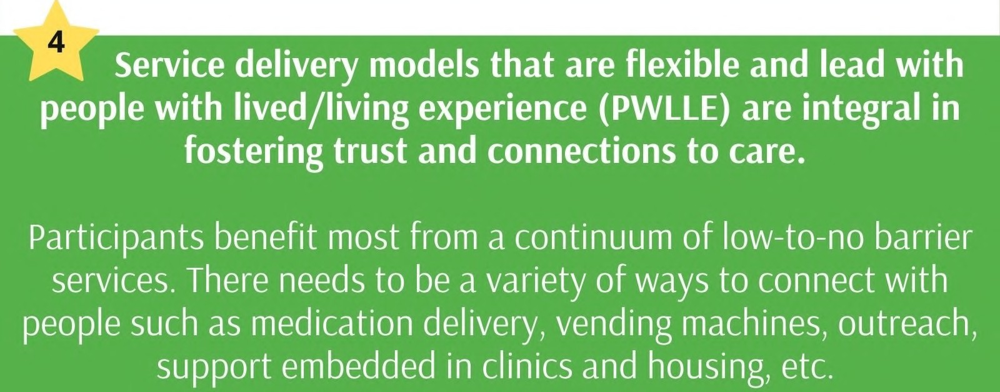 4
Service delivery models that are flexible and lead with
people with lived/living experience (PWLLE) are integral in
fostering trust and connections to care.
Participants benefit most from a continuum of low-to-no barrier
services. There needs to be a variety of ways to connect with
people such as medication delivery, vending machines, outreach,
support embedded in clinics and housing, etc.